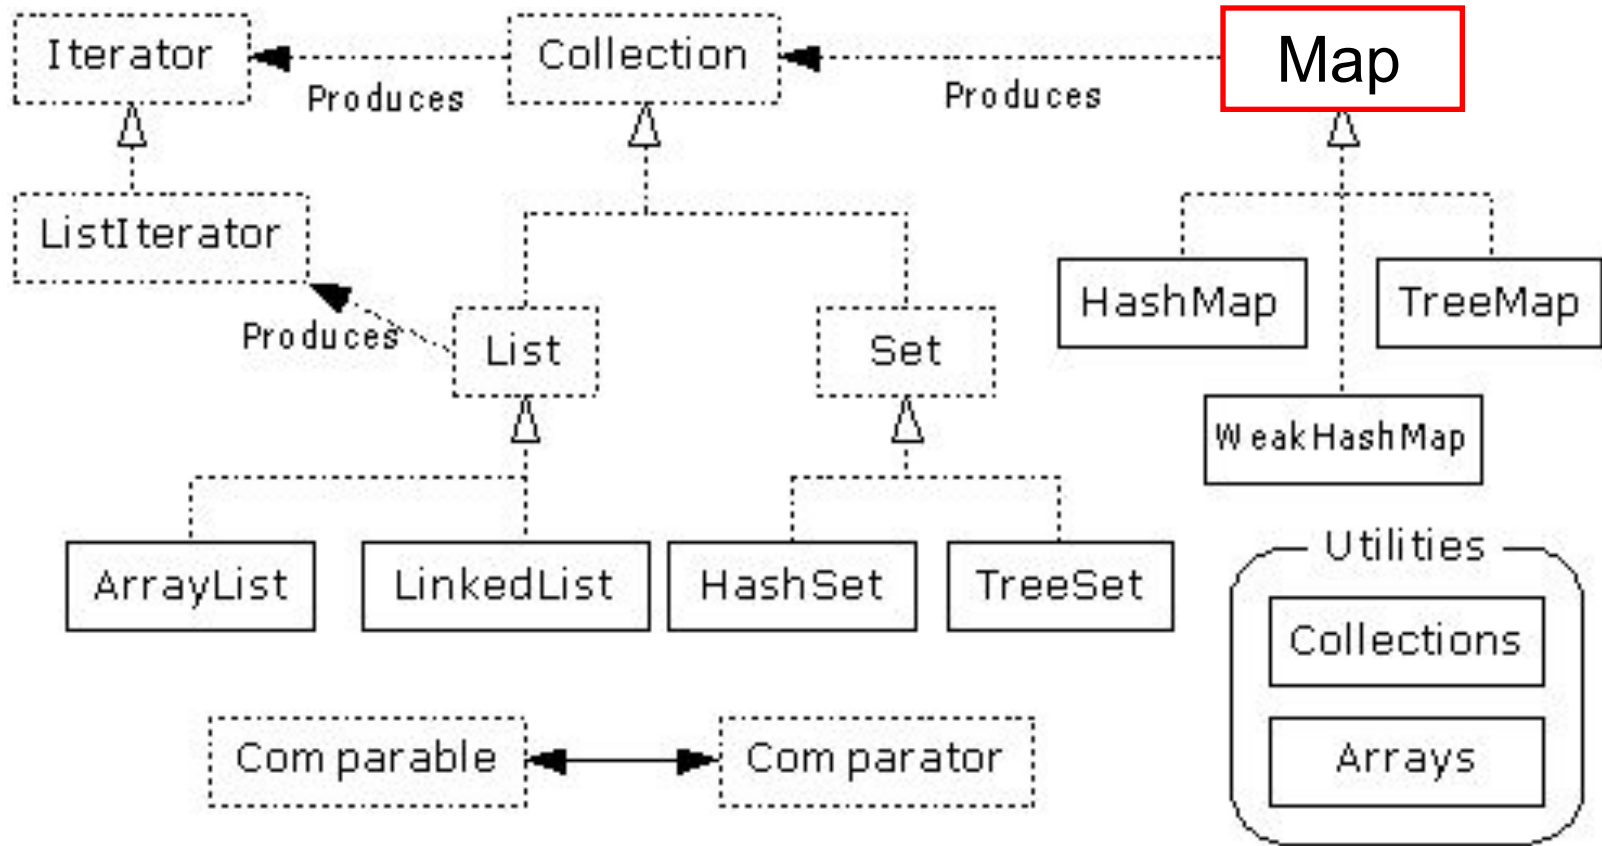 Iterator
Collection
Map
Produces
Produces
ListIterator
HashMap
TreeMap
Produces
List
Set
WeakHashMap
ArrayList
LinkedList
HashSet
TreeSet
Utilities
Collections
Comparable
Comparator
Arrays